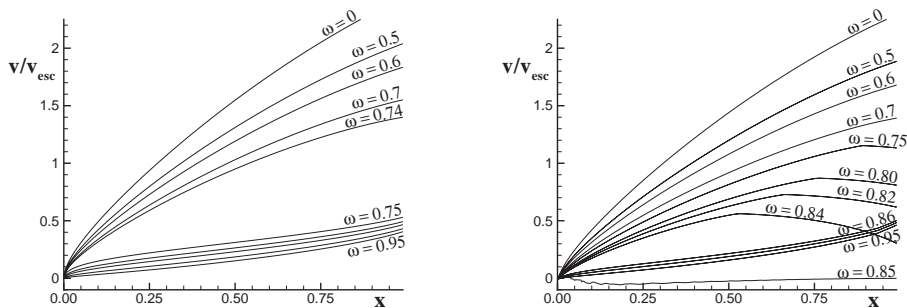 v/v_esc
2
1.5
1
0.5
0
0.00
0.25
0.50
0.75
x
ω = 0
ω = 0.5
ω = 0.6
ω = 0.7
ω = 0.74
ω = 0.75
ω = 0.95
v/v_esc
2
1.5
1
0.5
0
0.00
0.25
0.50
0.75
x
ω = 0
ω = 0.5
ω = 0.6
ω = 0.7
ω = 0.75
ω = 0.80
ω = 0.82
ω = 0.84
ω = 0.86
ω = 0.95
ω = 0.85